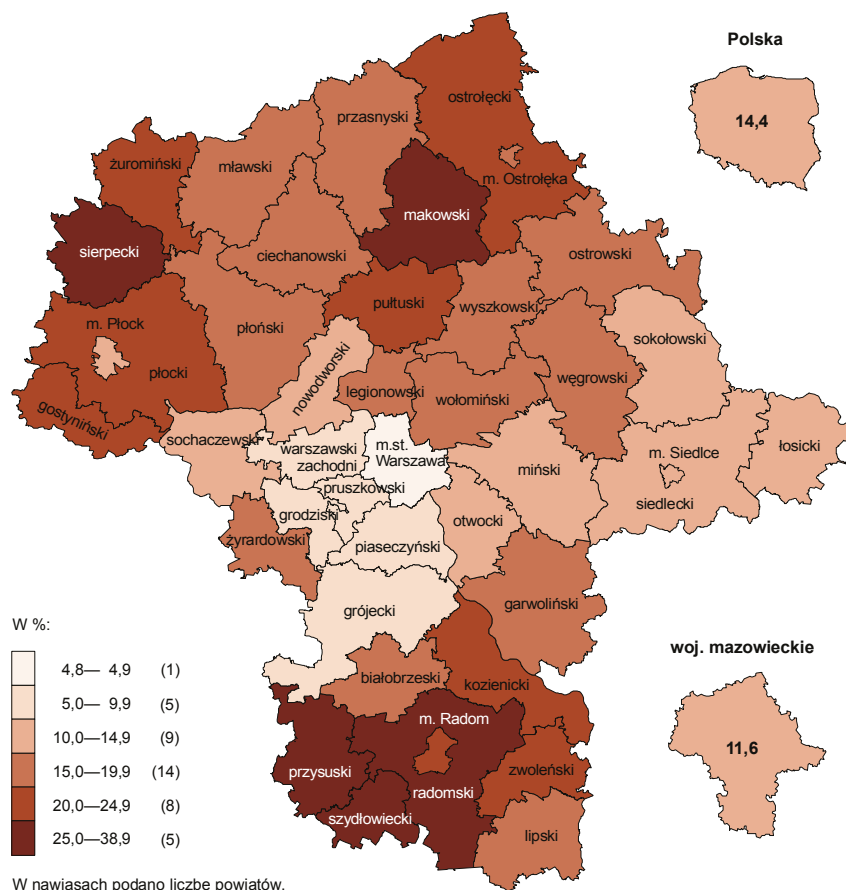 Polska
14,4
ostrołęcki
przasnyski
żuromiński
mławski
m. Ostrołęka
makowski
sierpecki
ciechanowski
ostrowski
pułtuski
wyszkowski
m. Płock
płoński
sokołowski
płocki
nowodworski
węgrowski
legionowski
wołomiński
gostyniński
sochaczewski
warszawski
zachodni
m.st.
Warszawa
m. Siedlce
łosicki
miński
pruszkowski
siedlecki
grodziski
otwocki
żyrardowski
piaseczyński
garwoliński
grójecki
W %:
4,8— 4,9 (1)
5,0— 9,9 (5)
10,0—14,9 (9)
15,0—19,9 (14)
20,0—24,9 (8)
25,0—38,9 (5)
woj. mazowieckie
11,6
białobrzeski
kozienicki
m. Radom
przysuski
zwoleński
radomski
szydłowiecki
lipski
W nawiasach podano liczbę powiatów.